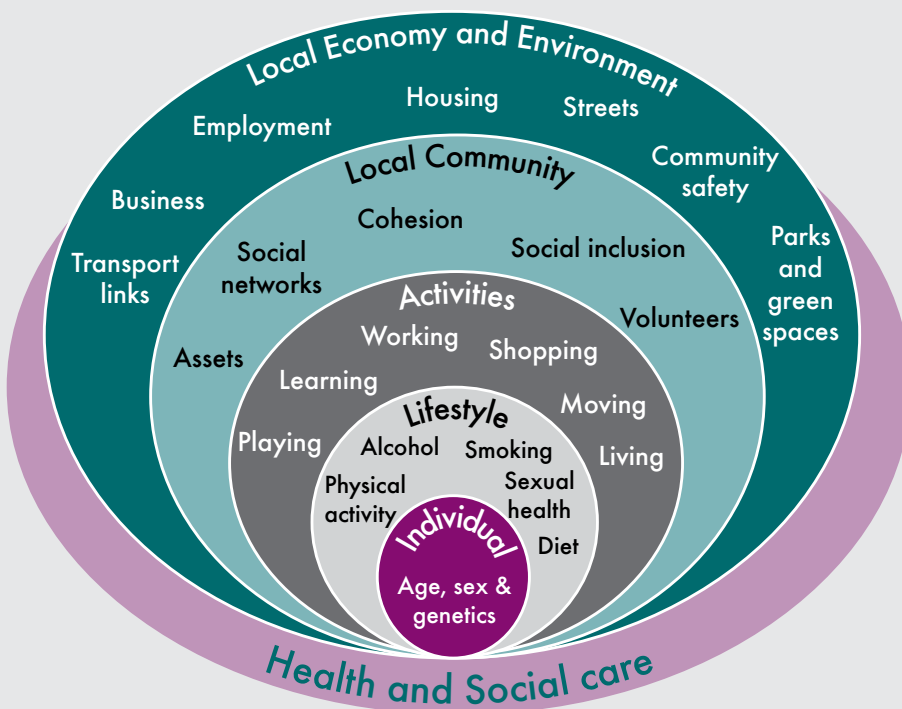 Local Economy and Environment
Housing
Streets
Employment
Community
safety
Business
Parks
and
green
spaces
Transport
links
Local Community
Cohesion
Social
networks
Social inclusion
Volunteers
Assets
Activities
Working
Shopping
Learning
Moving
Playing
Living
Lifestyle
Alcohol
Smoking
Physical
activity
Sexual
health
Diet
Individual
Age, sex &
genetics
Health and Social care